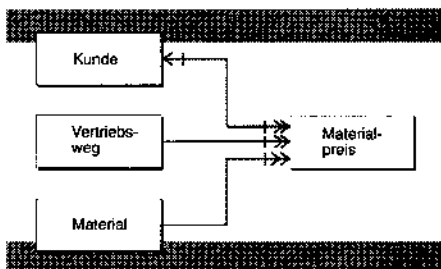 Kunde
Vertriebs-
weg
Material
Material-
preis